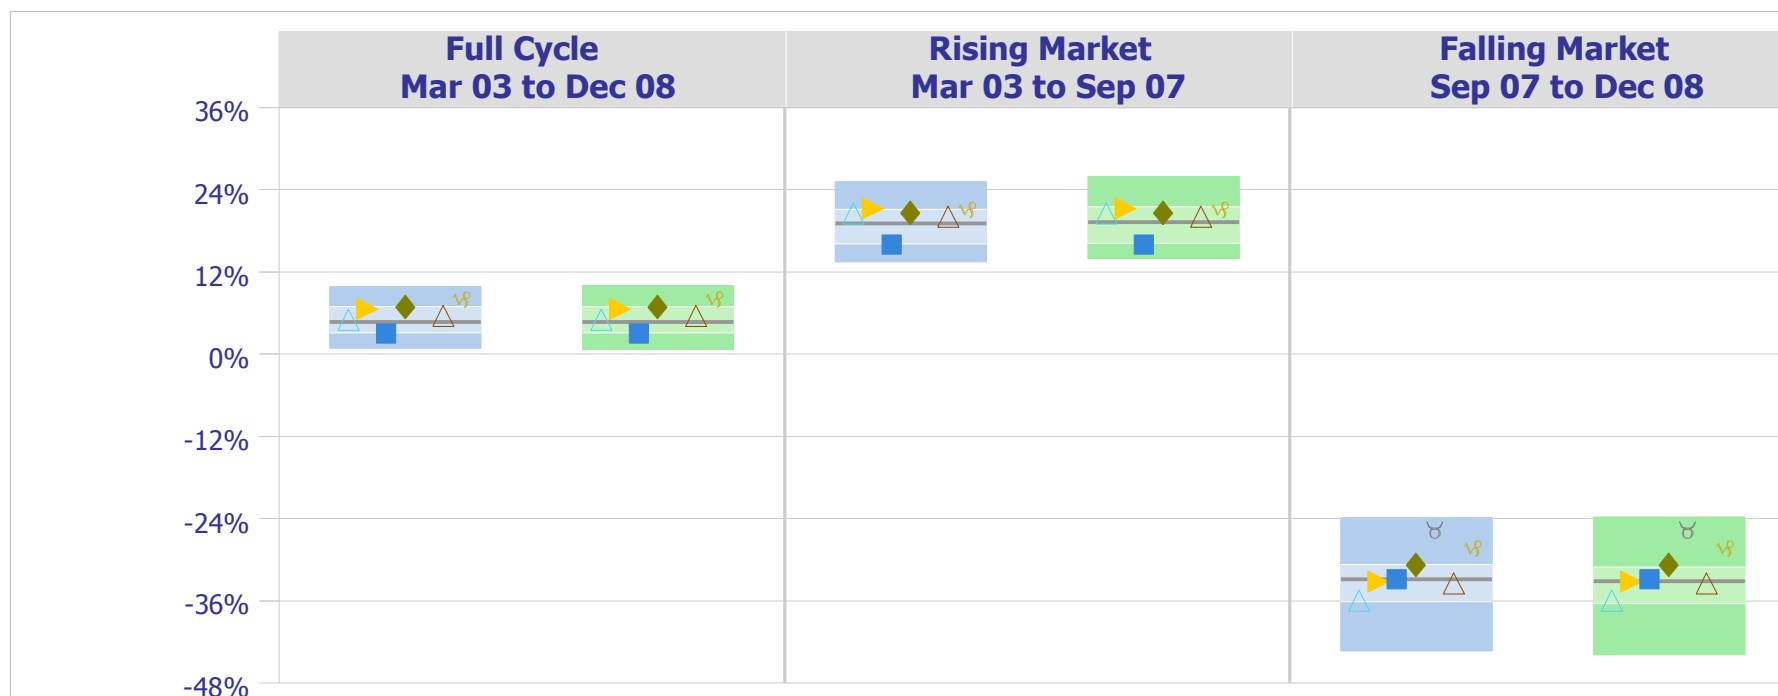 Full Cycle
Mar 03 to Dec 08
Rising Market
Mar 03 to Sep 07
Falling Market
Sep 07 to Dec 08
36%
24%
12%
0%
-12%
-24%
-36%
-48%